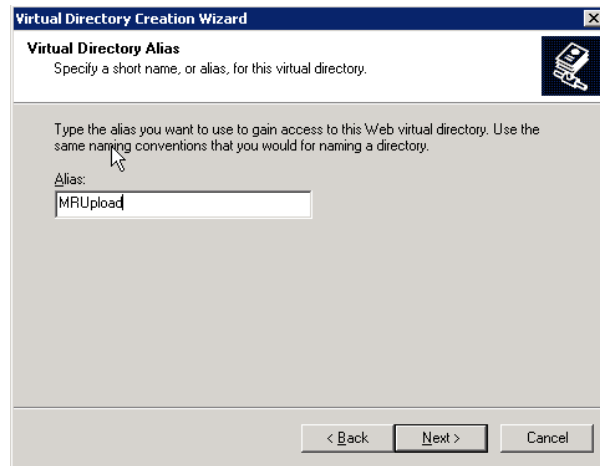 Virtual Directory Creation Wizard
Virtual Directory Alias
Specify a short name, or alias, for this virtual directory.
Type the alias you want to use to gain access to this Web virtual directory. Use the
same naming conventions that you would for naming a directory.
Alias:
MRUpload
< Back Next > Cancel